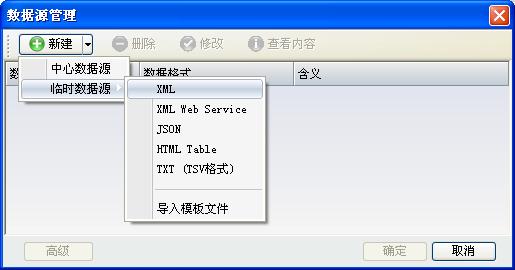 数据源管理
新建 删除 修改 查看内容
数 数据格式 含义
中心数据源
临时数据源
XML
XML Web Service
JSON
HTML Table
TXT (TSV格式)
导入模板文件
高级 确定 取消